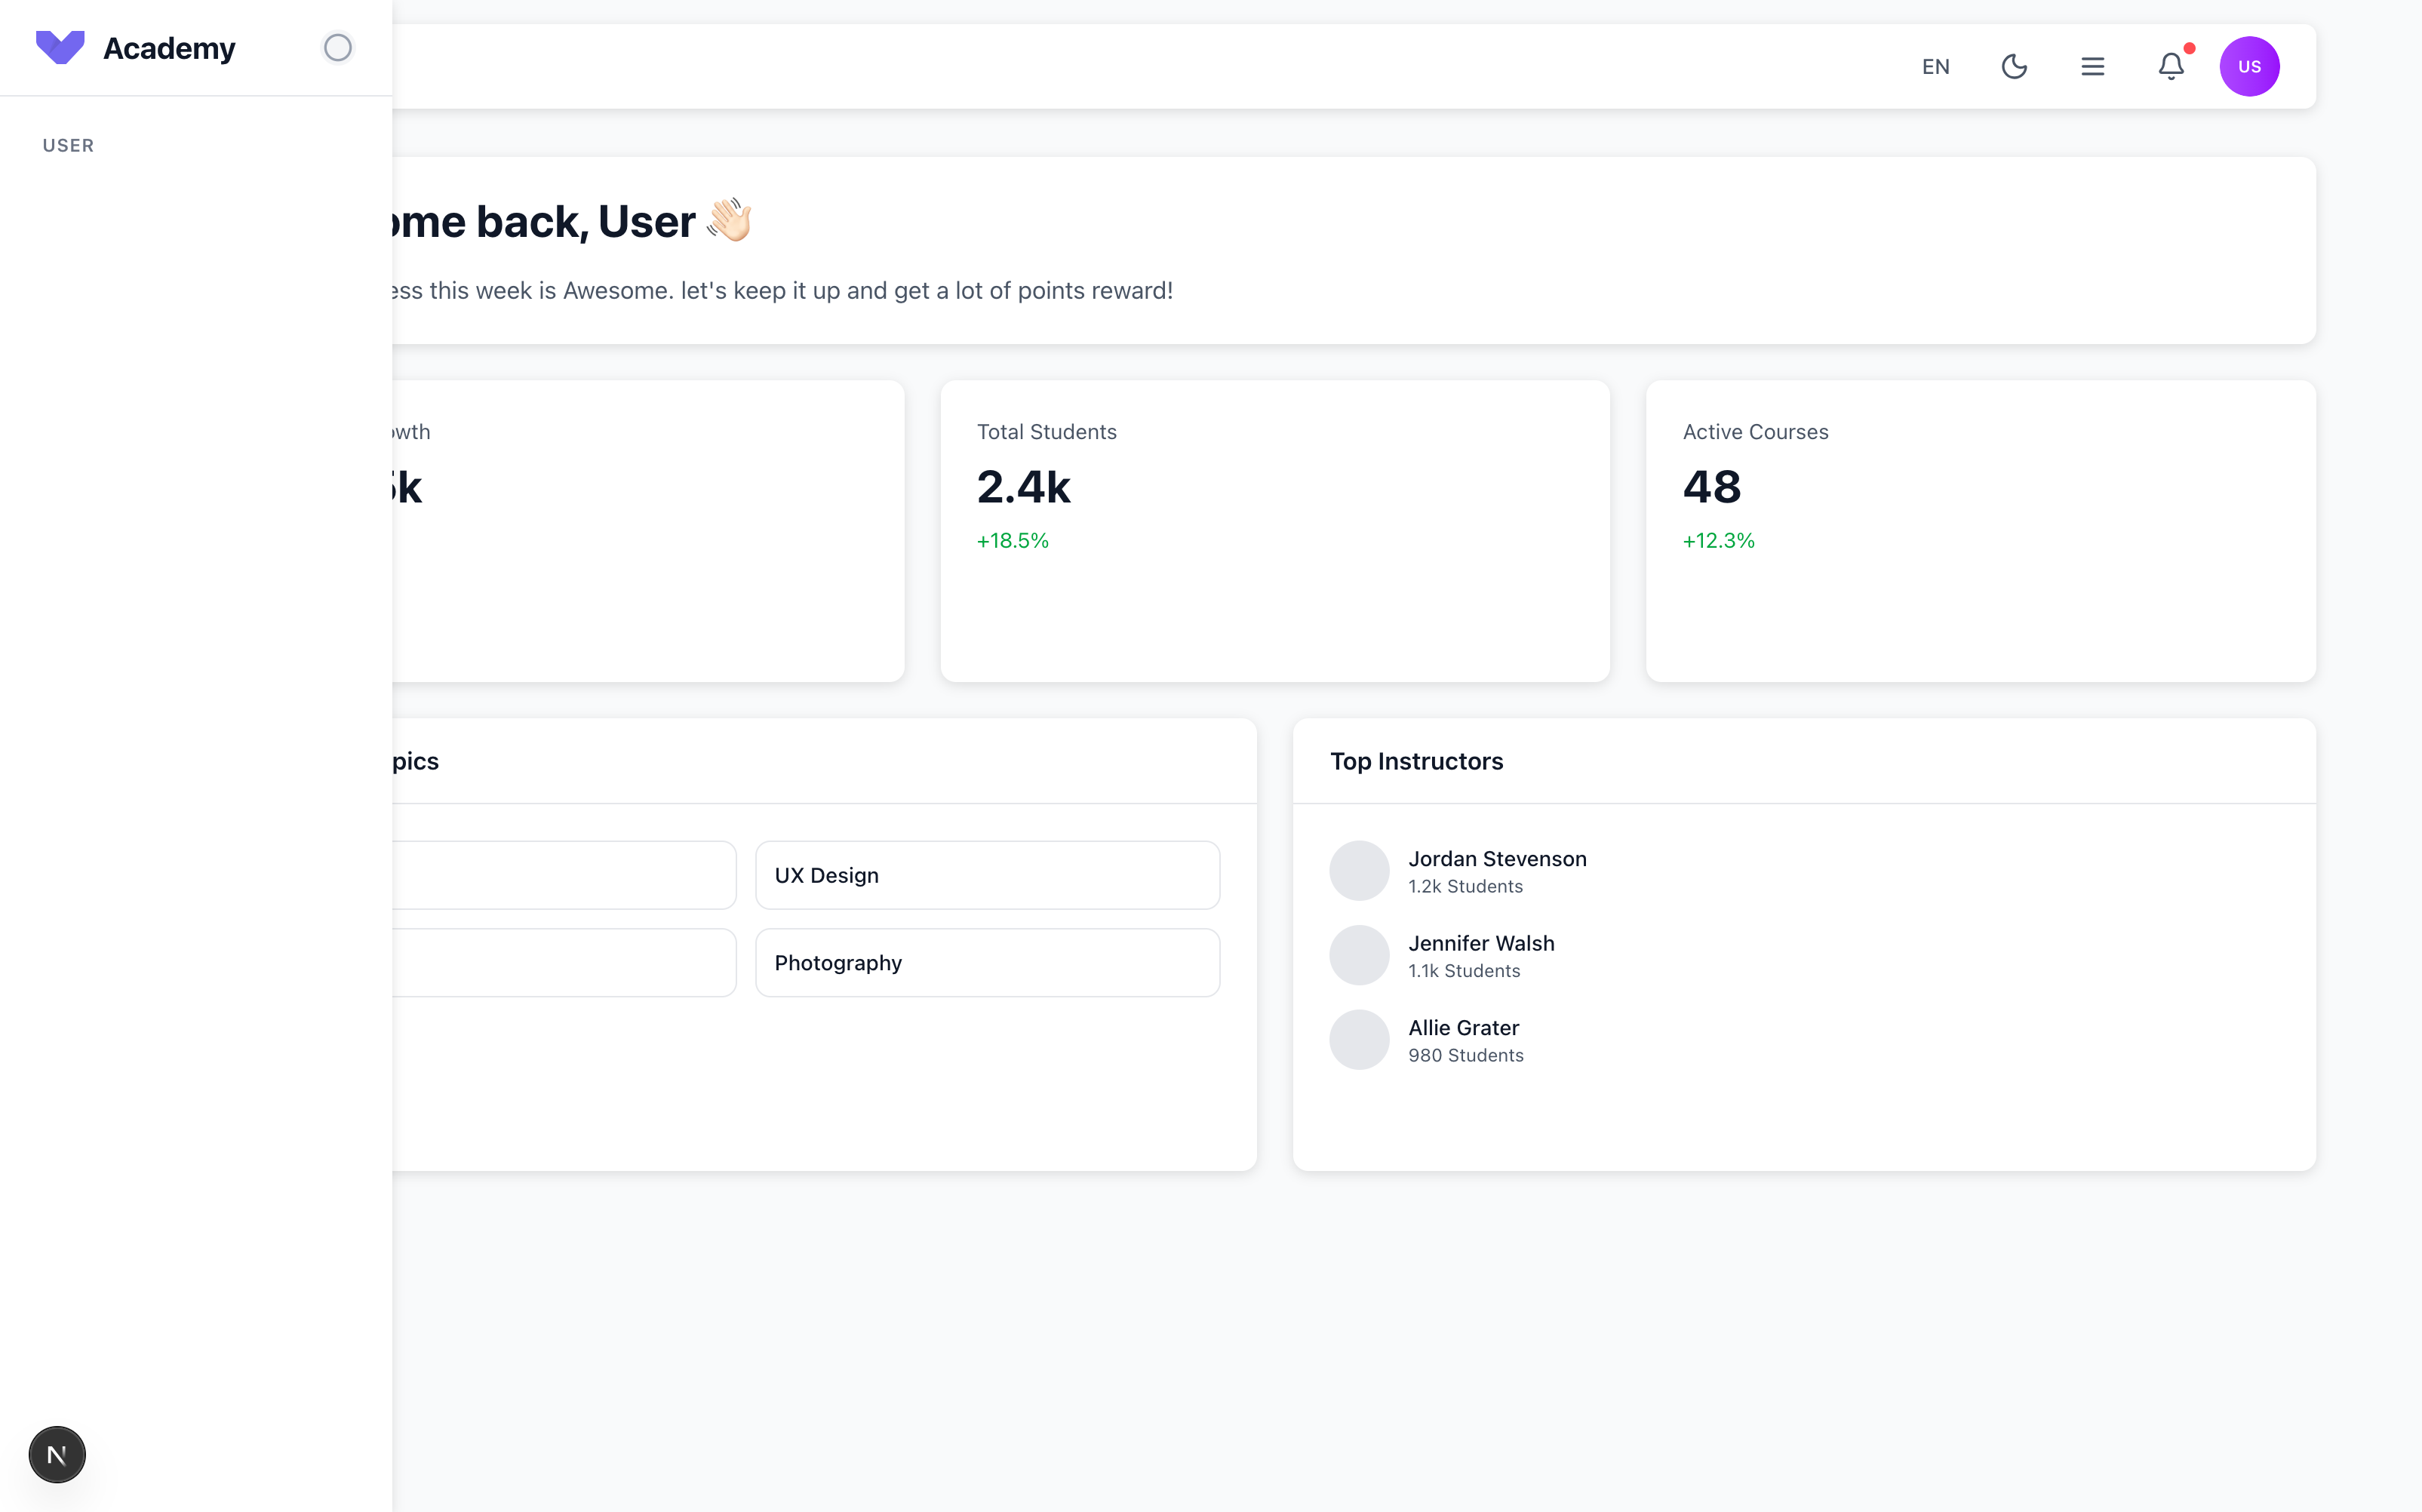 Academy
EN
US
USER
ome back, User 👋🏻
ess this week is Awesome. let's keep it up and get a lot of points reward!
owth
Total Students
Active Courses
5k
2.4k
48
+18.5%
+12.3%
pics
Top Instructors
UX Design
Photography
Jordan Stevenson
1.2k Students
Jennifer Walsh
1.1k Students
Allie Grater
980 Students
N